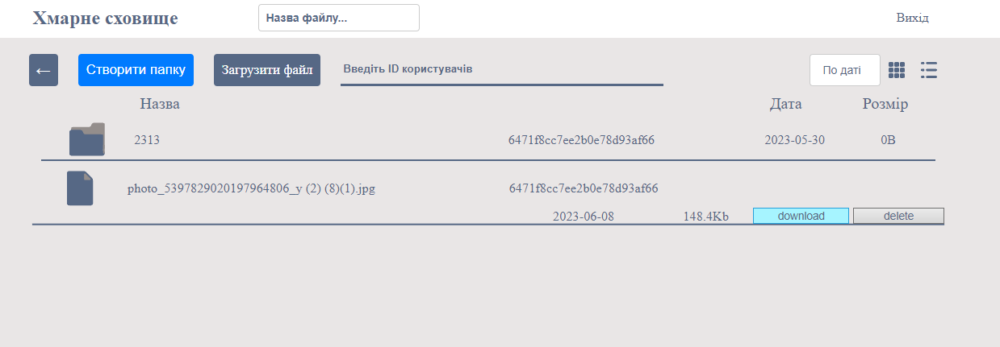 Хмарне сховище Назва файлу... Вихід
← Створити папку Загрузити файл Введіть ID користувачів По даті
Назва Дата Розмір
2313 6471f8cc7ee2b0e78d93af66 2023-05-30 0B
photo_5397829020197964806_y (2) (8)(1).jpg 6471f8cc7ee2b0e78d93af66
2023-06-08 148.4Kb download delete